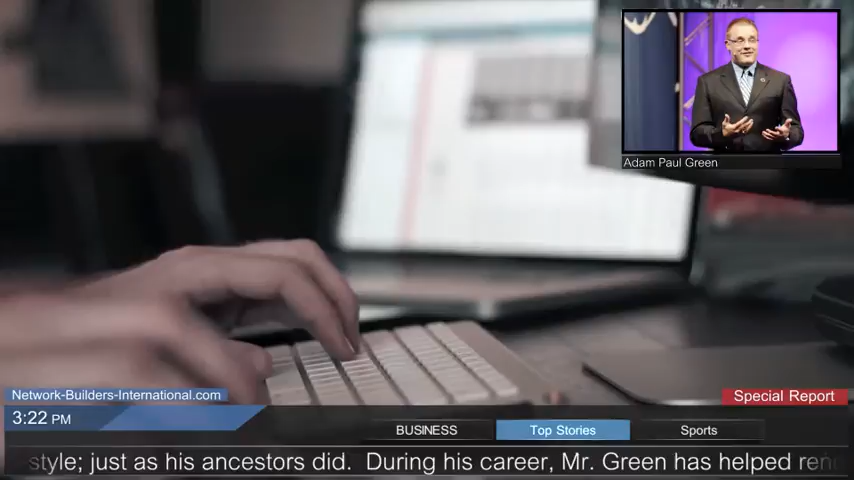 Adam Paul Green
Network-Builders-International.com
Special Report
3:22 PM
BUSINESS
Top Stories
Sports
style; just as his ancestors did. During his career, Mr. Green has helped